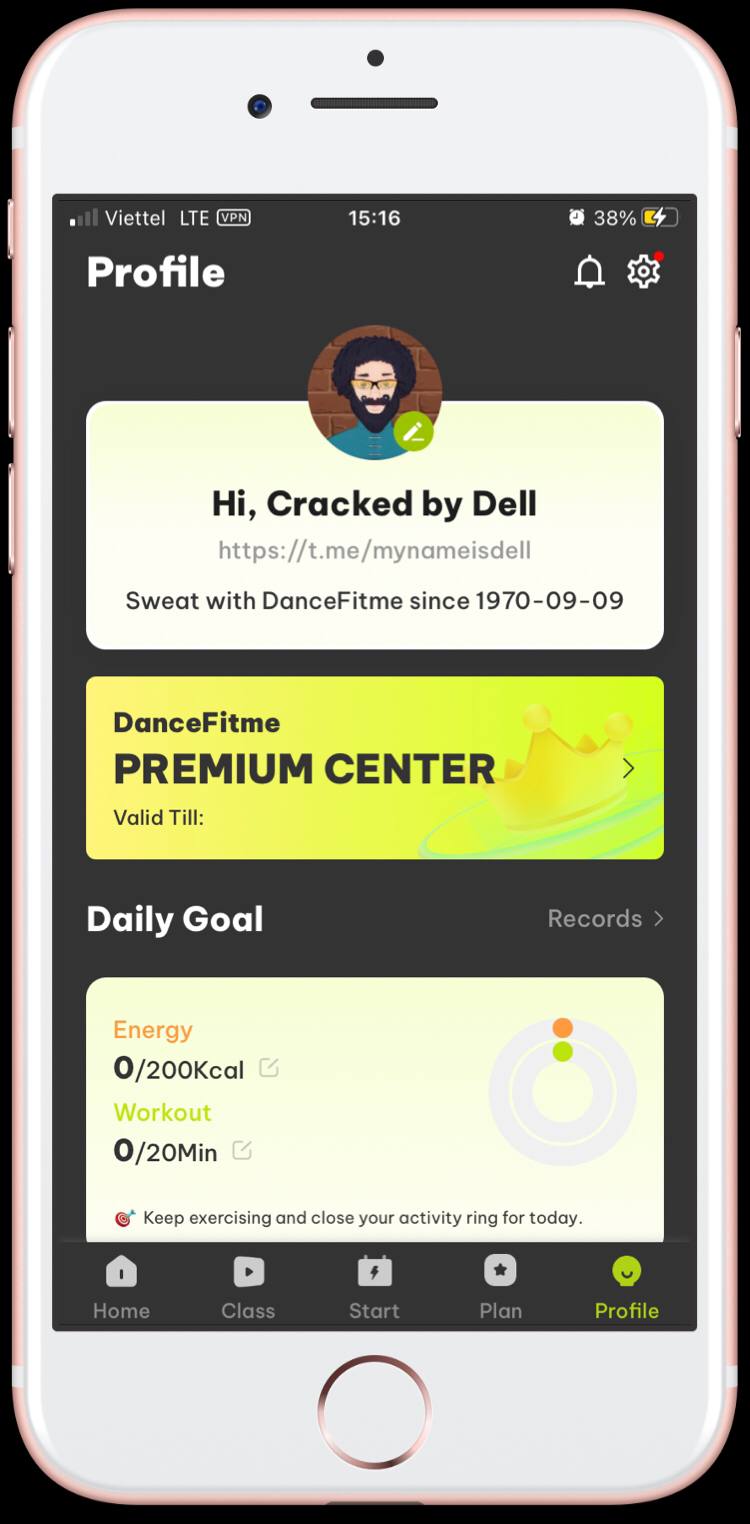 Viettel LTE VPN 15:16 38%
Profile
Hi, Cracked by Dell
https://t.me/mynameisdell
Sweat with DanceFitme since 1970-09-09
DanceFitme
PREMIUM CENTER
Valid Till:
Daily Goal Records
Energy
0/200Kcal
Workout
0/20Min
Keep exercising and close your activity ring for today.
Home Class Start Plan Profile